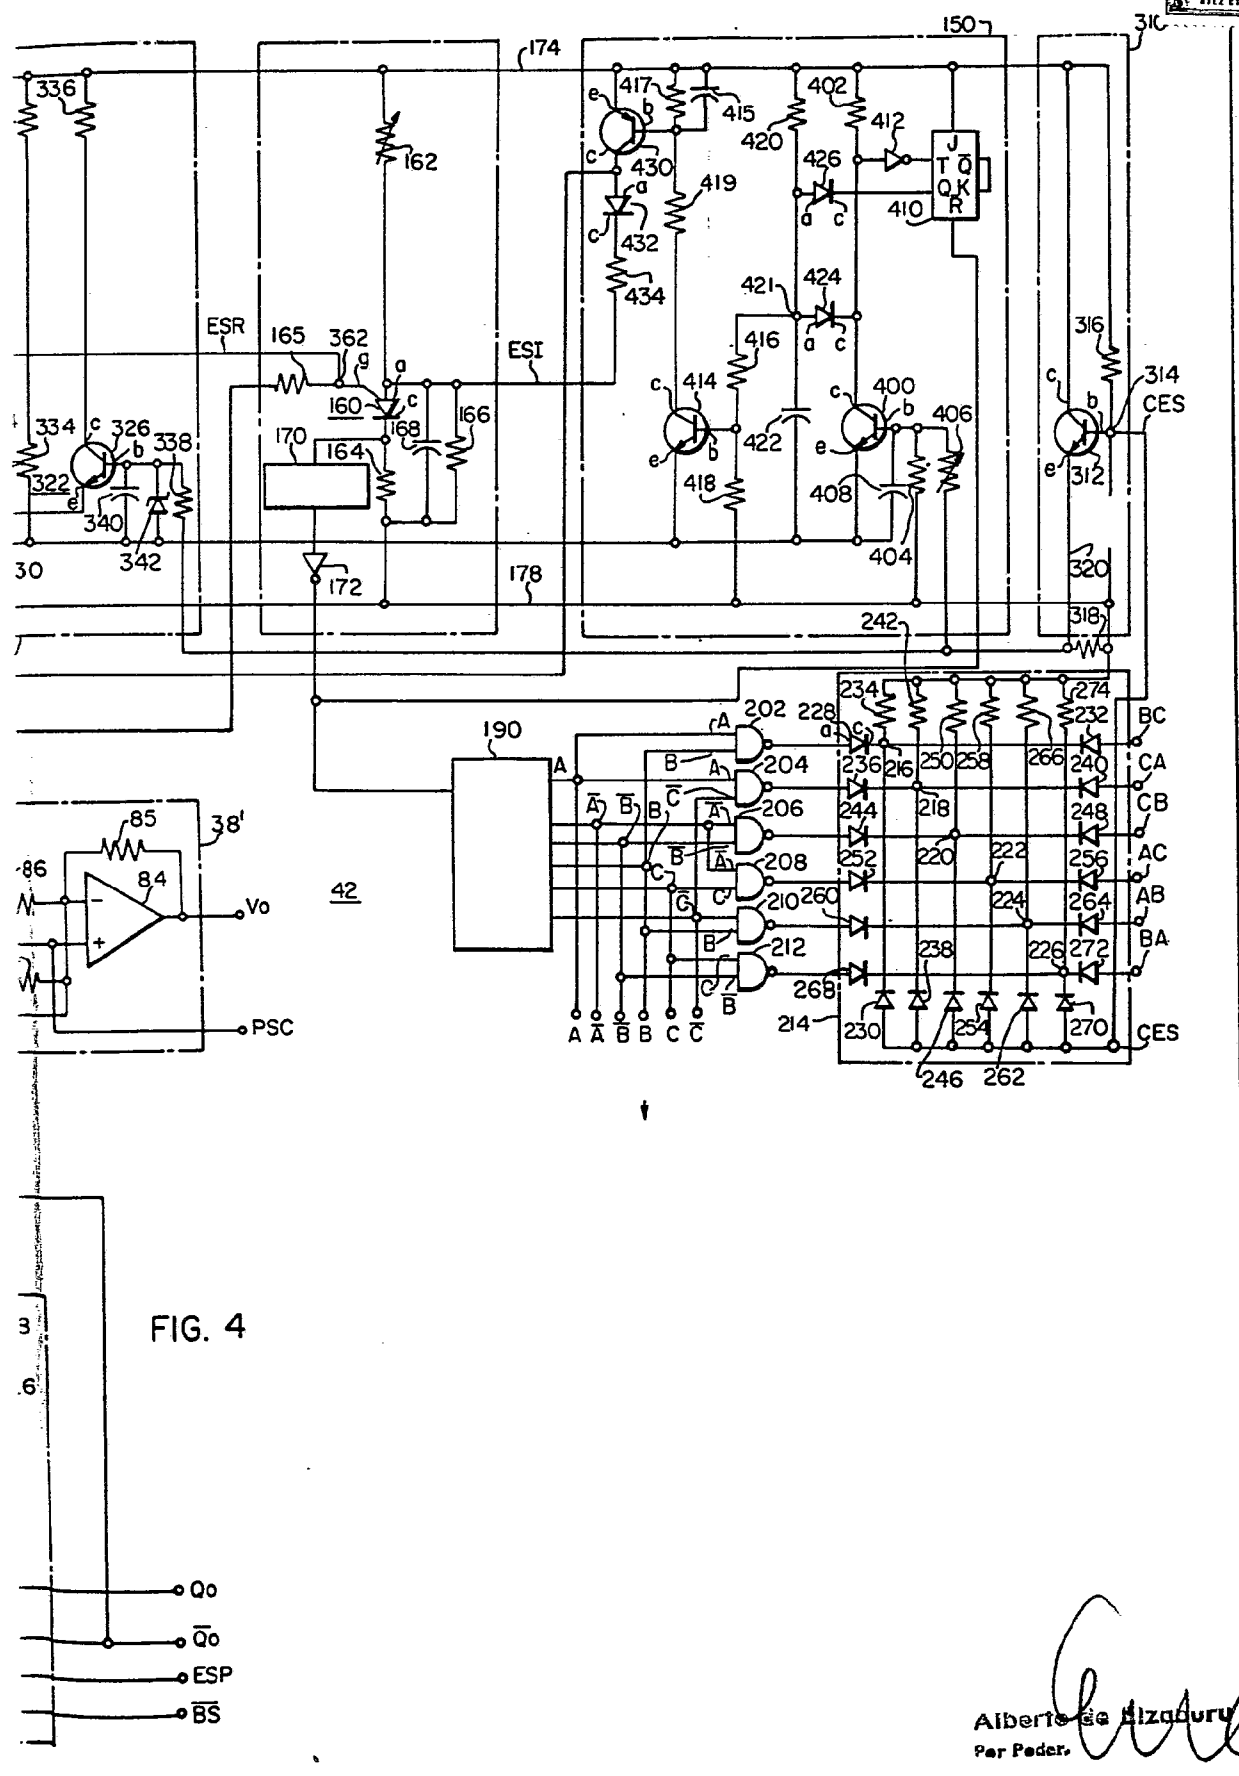 150
310
174
336
417
415
402
420
412
e
b
c
430
J
T Q̅
Q K
R
410
162
426
a
c
419
a
c
432
434
424
421
a
c
ESR
165
362
g
a
ESI
416
316
160
c
c
414
c
400
b
406
c
b
314
CES
334
c
326
b
338
170
168
166
164
e
b
422
e
e
312
322
e
340
418
408
404
342
30
172
178
320
242
318
234
274
202
228
232
BC
190
A
A
B
a
c
216
250
258
266
236
240
CA
A
204
C̅
218
A̅
B̅
B
A̅
206
244
248
CB
B̅
220
222
85
38'
A̅
208
252
256
AC
86
84
C
C
C̅
210
260
224
264
AB
−
Vo
42
B
212
226
272
BA
+
C
B̅
268
238
214
230
254
270
PSC
A A̅ B̅ B C C̅
CES
246 262
FIG. 4
Qo
Q̅o
ESP
B̅S̅
Alberto de Elzaburu
Por Poder.